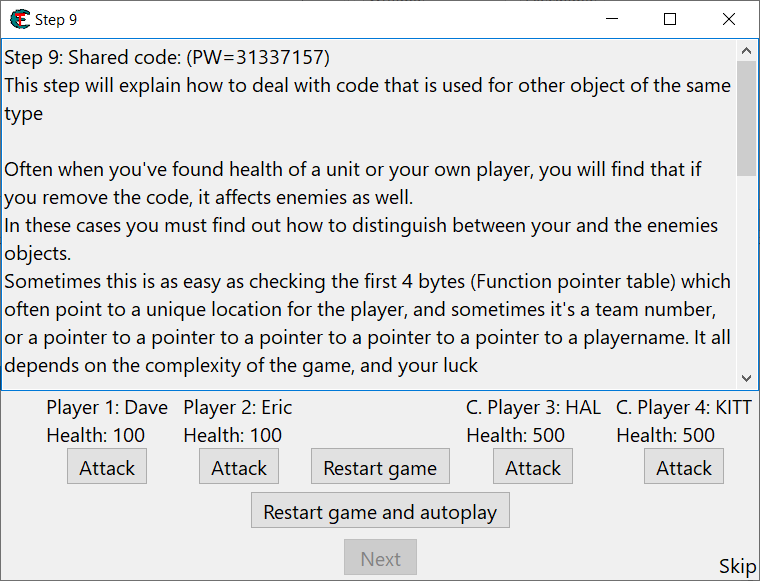 Step 9
Step 9: Shared code: (PW=31337157)
This step will explain how to deal with code that is used for other object of the same
type
Often when you've found health of a unit or your own player, you will find that if
you remove the code, it affects enemies as well.
In these cases you must find out how to distinguish between your and the enemies
objects.
Sometimes this is as easy as checking the first 4 bytes (Function pointer table) which
often point to a unique location for the player, and sometimes it's a team number,
or a pointer to a pointer to a pointer to a pointer to a pointer to a playername. It all
depends on the complexity of the game, and your luck
Player 1: Dave Player 2: Eric C. Player 3: HAL C. Player 4: KITT
Health: 100 Health: 100 Health: 500 Health: 500
Attack Attack Restart game Attack Attack
Restart game and autoplay
Next
Skip